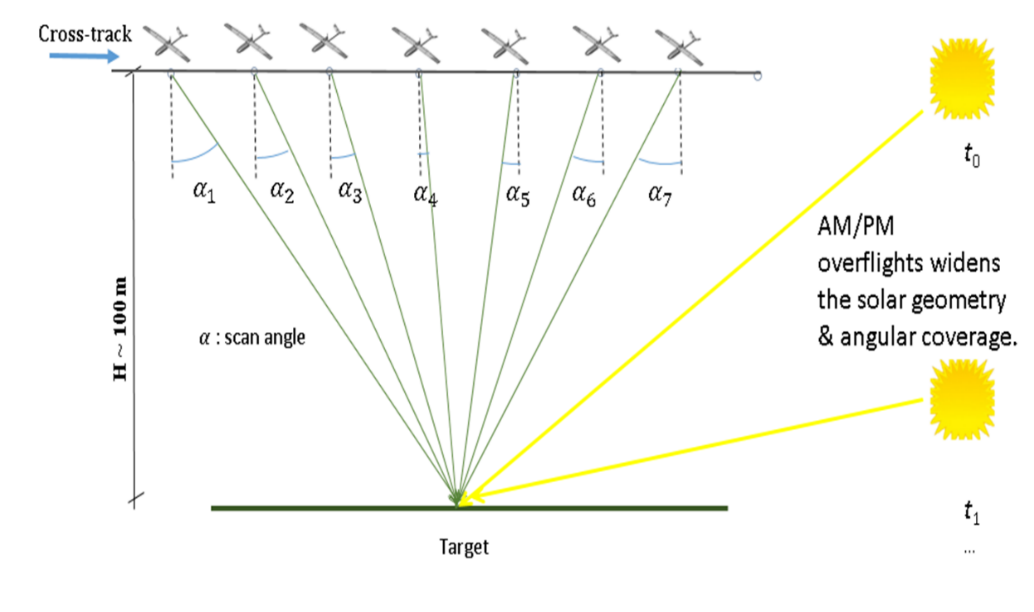 Cross-track
α₁
α₂
α₃
α₄
α₅
α₆
α₇
t₀
AM/PM
overflights widens
the solar geometry
& angular coverage.
H ~ 100 m
α : scan angle
t₁
...
Target